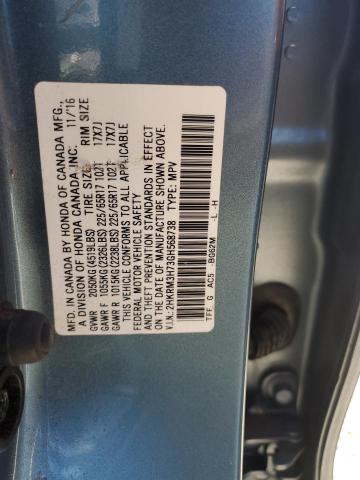 MFD. IN CANADA BY HONDA OF CANADA MFG.,
A DIVISION OF HONDA CANADA INC. 11/16
GVWR 2050KG(4519LBS) TIRE SIZE RIM SIZE
GAWR F 1055KG(2326LBS) 225/65R17 102T 17X7J
GAWR R 1015KG(2238LBS) 225/65R17 102T 17X7J
THIS VEHICLE CONFORMS TO ALL APPLICABLE
FEDERAL MOTOR VEHICLE SAFETY
AND THEFT PREVENTION STANDARDS IN EFFECT
ON THE DATE OF MANUFACTURE SHOWN ABOVE.
V.I.N.: 2HKRM3H73GH568738 TYPE: MPV
TFF G AC5 BG62M -L -H